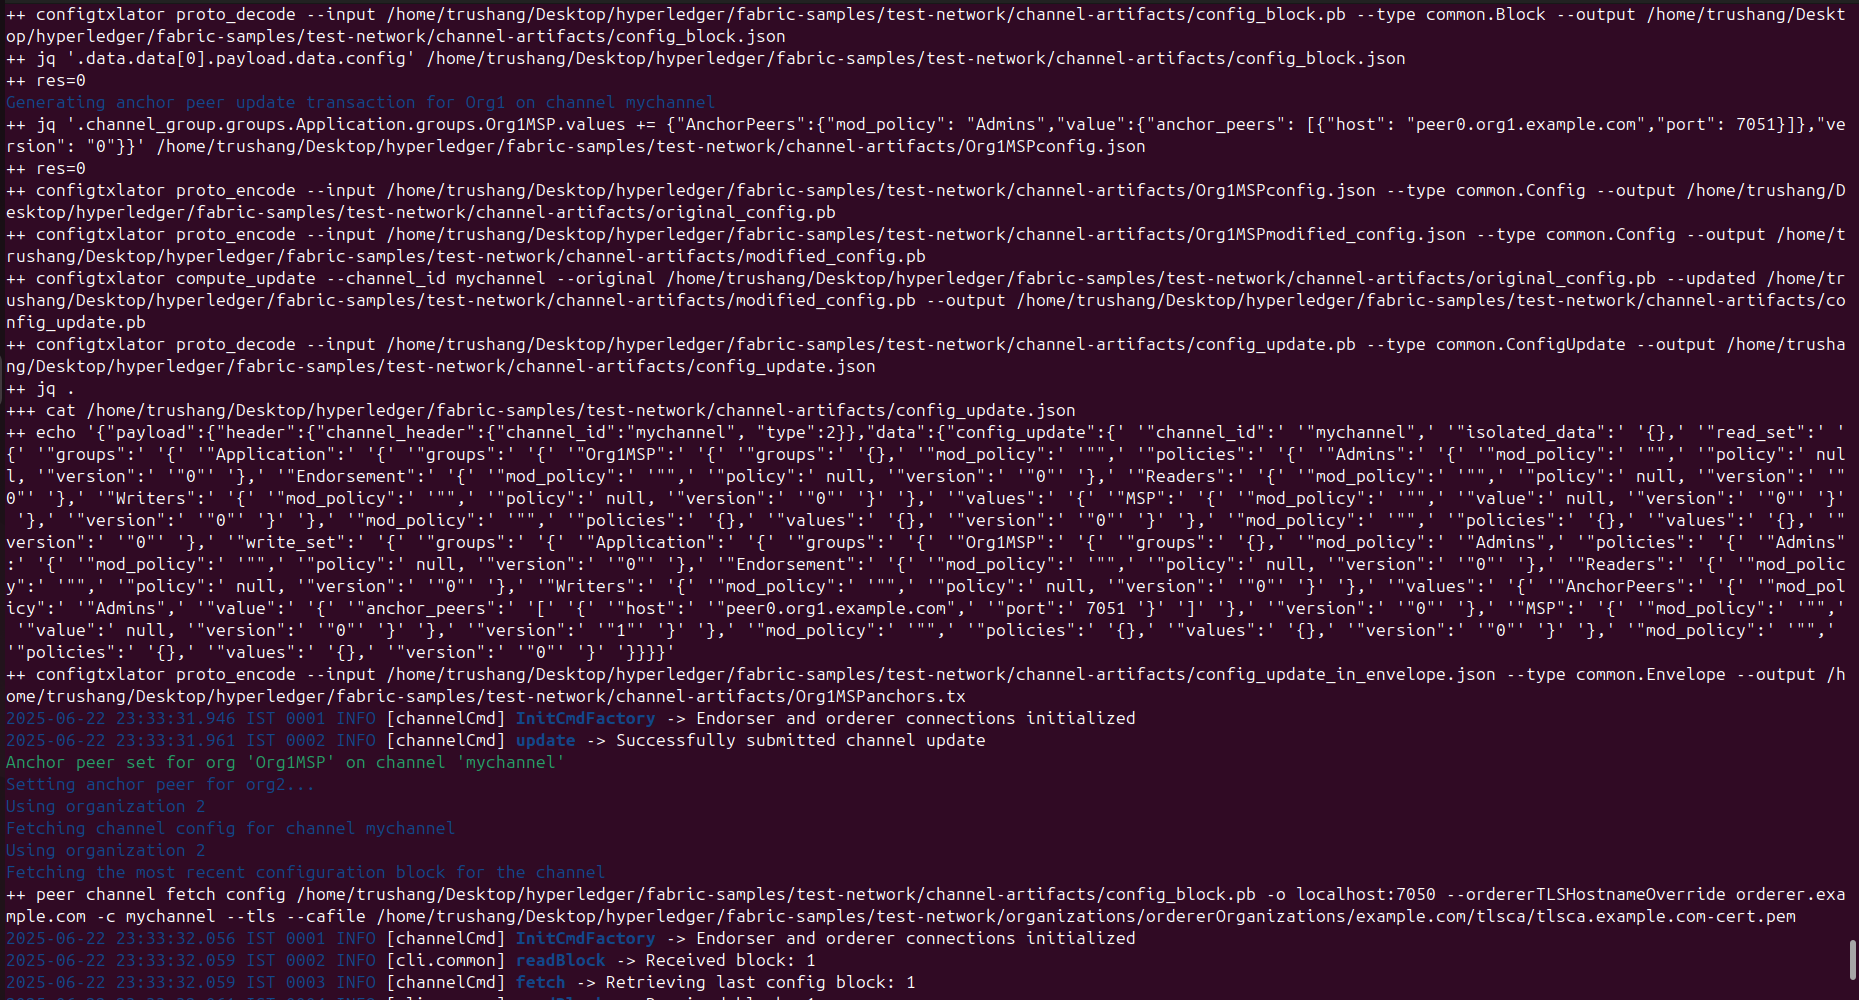 ++ configtxlator proto_decode --input /home/trushang/Desktop/hyperledger/fabric-samples/test-network/channel-artifacts/config_block.pb --type common.Block --output /home/trushang/Deskt
op/hyperledger/fabric-samples/test-network/channel-artifacts/config_block.json
++ jq '.data.data[0].payload.data.config' /home/trushang/Desktop/hyperledger/fabric-samples/test-network/channel-artifacts/config_block.json
++ res=0
Generating anchor peer update transaction for Org1 on channel mychannel
++ jq '.channel_group.groups.Application.groups.Org1MSP.values += {"AnchorPeers":{"mod_policy": "Admins","value":{"anchor_peers": [{"host": "peer0.org1.example.com","port": 7051}]},"ve
rsion": "0"}}' /home/trushang/Desktop/hyperledger/fabric-samples/test-network/channel-artifacts/Org1MSPconfig.json
++ res=0
++ configtxlator proto_encode --input /home/trushang/Desktop/hyperledger/fabric-samples/test-network/channel-artifacts/Org1MSPconfig.json --type common.Config --output /home/trushang/D
esktop/hyperledger/fabric-samples/test-network/channel-artifacts/original_config.pb
++ configtxlator proto_encode --input /home/trushang/Desktop/hyperledger/fabric-samples/test-network/channel-artifacts/Org1MSPmodified_config.json --type common.Config --output /home/t
rushang/Desktop/hyperledger/fabric-samples/test-network/channel-artifacts/modified_config.pb
++ configtxlator compute_update --channel_id mychannel --original /home/trushang/Desktop/hyperledger/fabric-samples/test-network/channel-artifacts/original_config.pb --updated /home/tr
ushang/Desktop/hyperledger/fabric-samples/test-network/channel-artifacts/modified_config.pb --output /home/trushang/Desktop/hyperledger/fabric-samples/test-network/channel-artifacts/co
nfig_update.pb
++ configtxlator proto_decode --input /home/trushang/Desktop/hyperledger/fabric-samples/test-network/channel-artifacts/config_update.pb --type common.ConfigUpdate --output /home/trusha
ng/Desktop/hyperledger/fabric-samples/test-network/channel-artifacts/config_update.json
++ jq .
+++ cat /home/trushang/Desktop/hyperledger/fabric-samples/test-network/channel-artifacts/config_update.json
++ echo '{"payload":{"header":{"channel_header":{"channel_id":"mychannel", "type":2}},"data":{"config_update":{' '"channel_id":' '"mychannel",' '"isolated_data":' '{},' '"read_set":' '
{' '"groups":' '{' '"Application":' '{' '"groups":' '{' '"Org1MSP":' '{' '"groups":' '{},' '"mod_policy":' '"",' '"policies":' '{' '"Admins":' '{' '"mod_policy":' '"",' '"policy":' nul
l, '"version":' '"0"' '},' '"Endorsement":' '{' '"mod_policy":' '"",' '"policy":' null, '"version":' '"0"' '},' '"Readers":' '{' '"mod_policy":' '"",' '"policy":' null, '"version":' '"
0"' '},' '"Writers":' '{' '"mod_policy":' '"",' '"policy":' null, '"version":' '"0"' '}' '},' '"values":' '{' '"MSP":' '{' '"mod_policy":' '"",' '"value":' null, '"version":' '"0"' '}'
 '},' '"version":' '"0"' '}' '},' '"mod_policy":' '"",' '"policies":' '{},' '"values":' '{},' '"version":' '"0"' '}' '},' '"mod_policy":' '"",' '"policies":' '{},' '"values":' '{},' '"
version":' '"0"' '},' '"write_set":' '{' '"groups":' '{' '"Application":' '{' '"groups":' '{' '"Org1MSP":' '{' '"groups":' '{},' '"mod_policy":' '"Admins",' '"policies":' '{' '"Admins"
:' '{' '"mod_policy":' '"",' '"policy":' null, '"version":' '"0"' '},' '"Endorsement":' '{' '"mod_policy":' '"",' '"policy":' null, '"version":' '"0"' '},' '"Readers":' '{' '"mod_polic
y":' '"",' '"policy":' null, '"version":' '"0"' '},' '"Writers":' '{' '"mod_policy":' '"",' '"policy":' null, '"version":' '"0"' '}' '},' '"values":' '{' '"AnchorPeers":' '{' '"mod_pol
icy":' '"Admins",' '"value":' '{' '"anchor_peers":' '[' '{' '"host":' '"peer0.org1.example.com",' '"port":' 7051 '}' ']' '},' '"version":' '"0"' '},' '"MSP":' '{' '"mod_policy":' '"",'
 '"value":' null, '"version":' '"0"' '}' '},' '"version":' '"1"' '}' '},' '"mod_policy":' '"",' '"policies":' '{},' '"values":' '{},' '"version":' '"0"' '}' '},' '"mod_policy":' '"",'
'"policies":' '{},' '"values":' '{},' '"version":' '"0"' '}' '}}}}'
++ configtxlator proto_encode --input /home/trushang/Desktop/hyperledger/fabric-samples/test-network/channel-artifacts/config_update_in_envelope.json --type common.Envelope --output /h
ome/trushang/Desktop/hyperledger/fabric-samples/test-network/channel-artifacts/Org1MSPanchors.tx
2025-06-22 23:33:31.946 IST 0001 INFO [channelCmd] InitCmdFactory -> Endorser and orderer connections initialized
2025-06-22 23:33:31.961 IST 0002 INFO [channelCmd] update -> Successfully submitted channel update
Anchor peer set for org 'Org1MSP' on channel 'mychannel'
Setting anchor peer for org2...
Using organization 2
Fetching channel config for channel mychannel
Using organization 2
Fetching the most recent configuration block for the channel
++ peer channel fetch config /home/trushang/Desktop/hyperledger/fabric-samples/test-network/channel-artifacts/config_block.pb -o localhost:7050 --ordererTLSHostnameOverride orderer.exa
mple.com -c mychannel --tls --cafile /home/trushang/Desktop/hyperledger/fabric-samples/test-network/organizations/ordererOrganizations/example.com/tlsca/tlsca.example.com-cert.pem
2025-06-22 23:33:32.056 IST 0001 INFO [channelCmd] InitCmdFactory -> Endorser and orderer connections initialized
2025-06-22 23:33:32.059 IST 0002 INFO [cli.common] readBlock -> Received block: 1
2025-06-22 23:33:32.059 IST 0003 INFO [channelCmd] fetch -> Retrieving last config block: 1